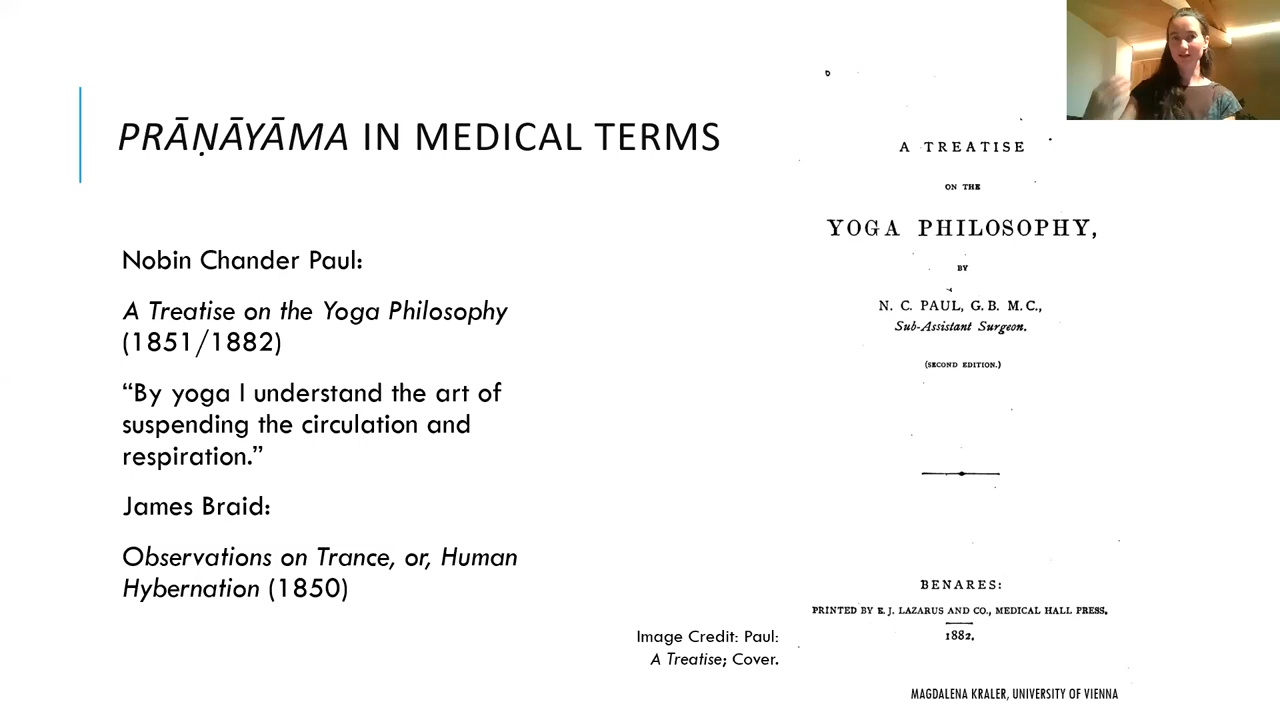 PRĀṆĀYĀMA IN MEDICAL TERMS
Nobin Chander Paul:
A Treatise on the Yoga Philosophy
(1851/1882)
“By yoga I understand the art of
suspending the circulation and
respiration.”
James Braid:
Observations on Trance, or, Human
Hybernation (1850)
A TREATISE
ON THE
YOGA PHILOSOPHY,
BY
N. C. PAUL, G. B. M. C.,
Sub-Assistant Surgeon.
(SECOND EDITION.)
BENARES:
PRINTED BY E. J. LAZARUS AND CO., MEDICAL HALL PRESS.
1882.
Image Credit: Paul:
A Treatise; Cover.
MAGDALENA KRALER, UNIVERSITY OF VIENNA